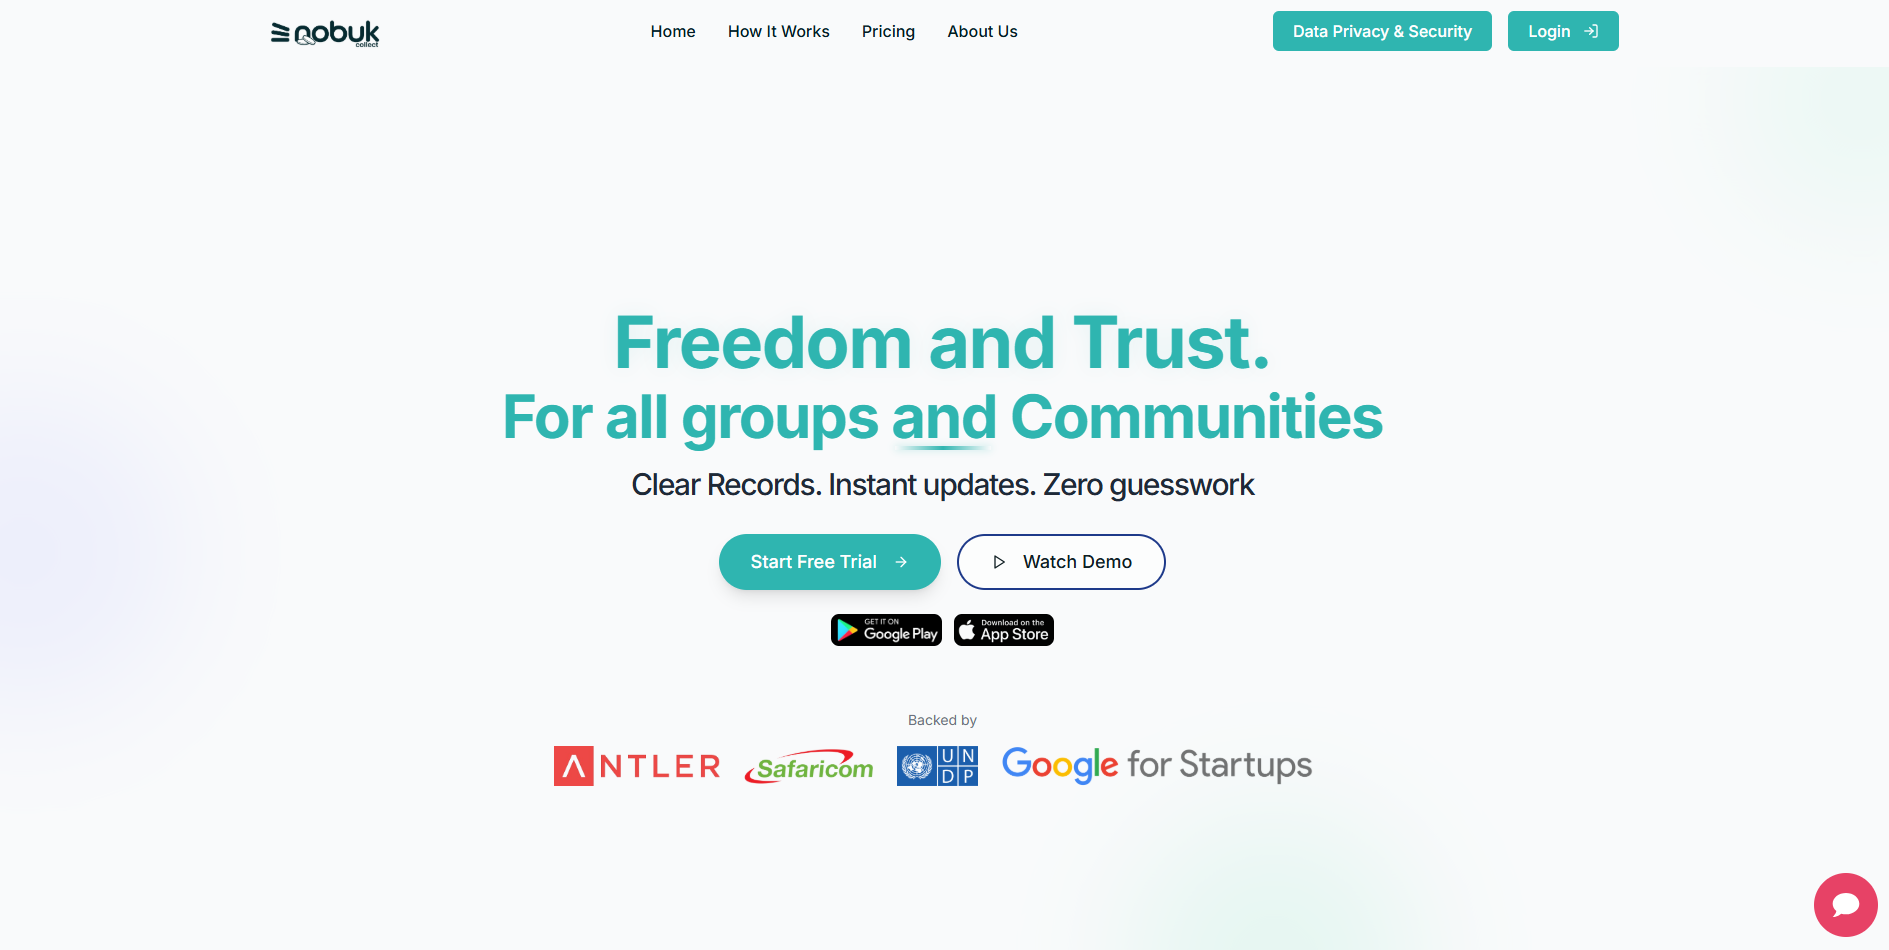 nobuk
collect
Home
How It Works
Pricing
About Us
Data Privacy & Security
Login
Freedom and Trust.
For all groups and Communities
Clear Records. Instant updates. Zero guesswork
Start Free Trial
Watch Demo
GET IT ON
Google Play
Download on the
App Store
Backed by
ANTLER
Safaricom
UN
DP
Google for Startups